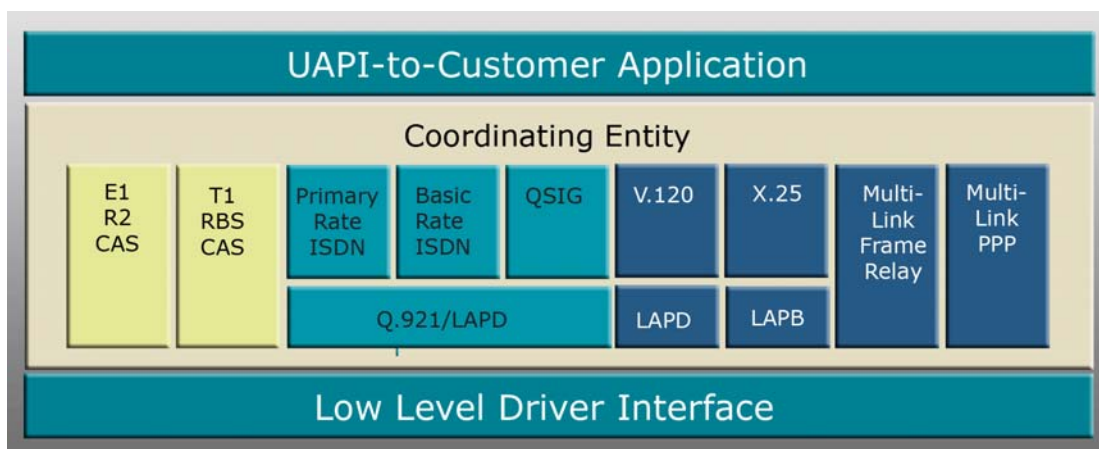 UAPI-to-Customer Application
Coordinating Entity
E1
R2
CAS
T1
RBS
CAS
Primary
Rate
ISDN
Basic
Rate
ISDN
QSIG
V.120
X.25
Multi-
Link
Frame
Relay
Multi-
Link
PPP
Q.921/LAPD
LAPD
LAPB
Low Level Driver Interface